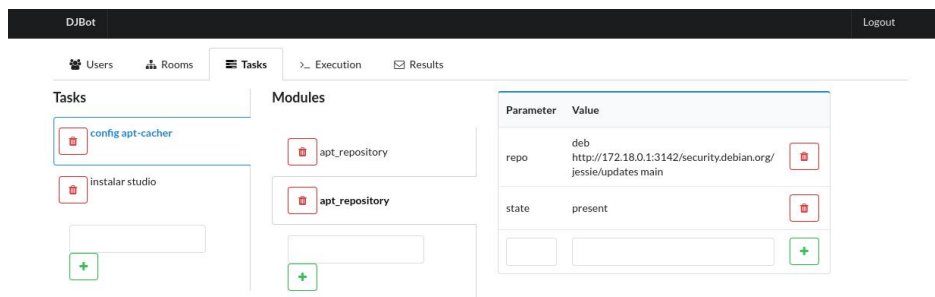 DJBot
Logout
Users
Rooms
Tasks
>_ Execution
Results
Tasks
config apt-cacher
instalar studio
Modules
apt_repository
apt_repository
Parameter Value
repo
deb
http://172.18.0.1:3142/security.debian.org/
jessie/updates main
state present